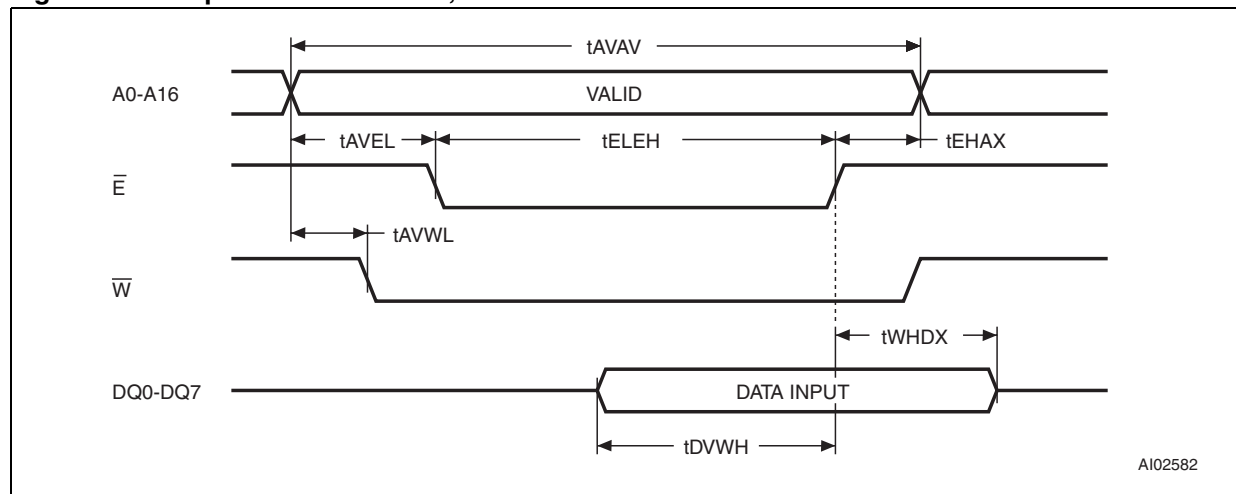 tAVAV
A0-A16
VALID
tAVEL
tELEH
tEHAX
E
tAVWL
W
tWHDX
DQ0-DQ7
DATA INPUT
tDVWH
AI02582